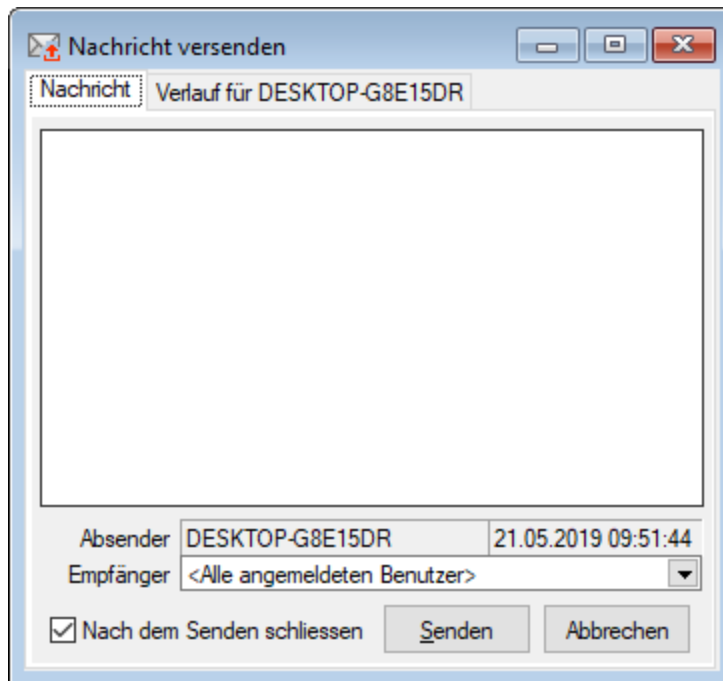 Nachricht versenden
Nachricht Verlauf für DESKTOP-G8E15DR
Absender DESKTOP-G8E15DR 21.05.2019 09:51:44
Empfänger <Alle angemeldeten Benutzer>
Nach dem Senden schliessen Senden Abbrechen